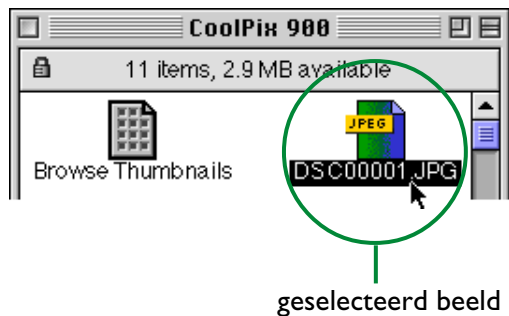 CoolPix 900
11 items, 2.9 MB available
JPEG
Browse Thumbnails
DSC00001.JPG
geselecteerd beeld